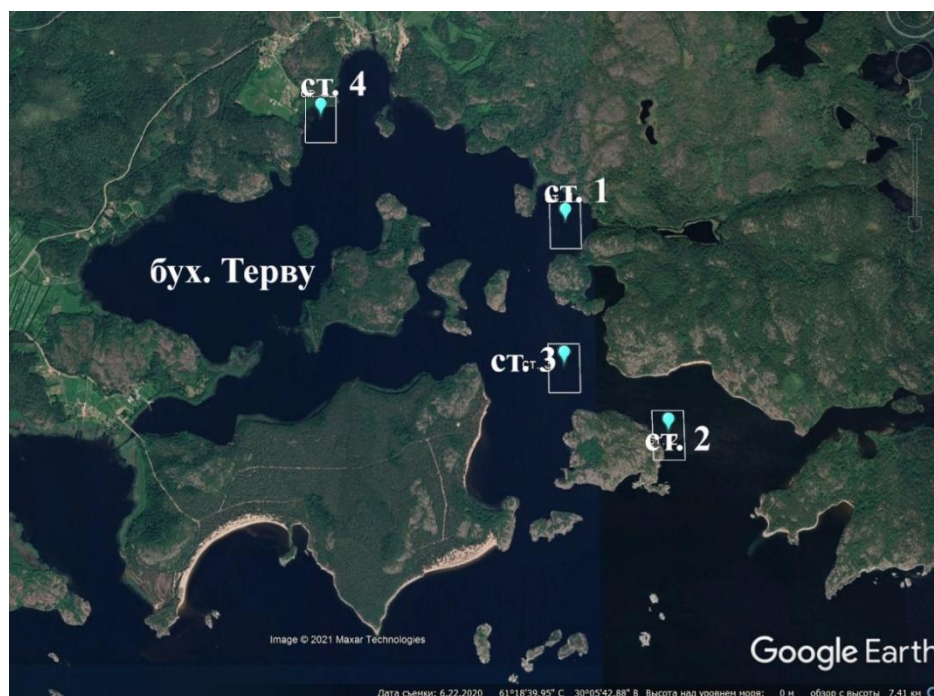 ст. 4
ст. 1
бух. Терву
ст. 3
ст. 2
Image © 2021 Maxar Technologies
Google Earth
Дата съемки: 6.22.2020 61°18'39.95" С 30°05'42.88" В Высота над уровнем моря: 0 м обзор с высоты 7.41 км